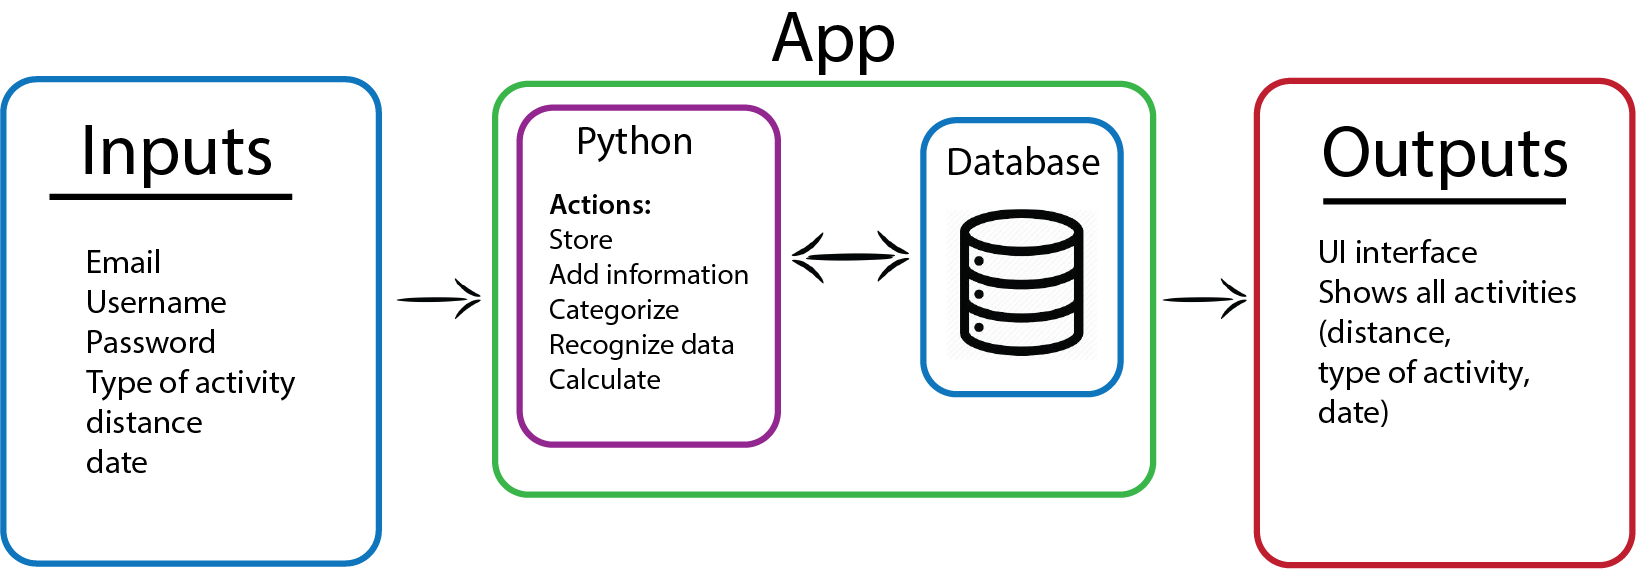 App
Inputs
Email
Username
Password
Type of activity
distance
date
Python
Actions:
Store
Add information
Categorize
Recognize data
Calculate
Database
Outputs
UI interface
Shows all activities
(distance,
type of activity,
date)